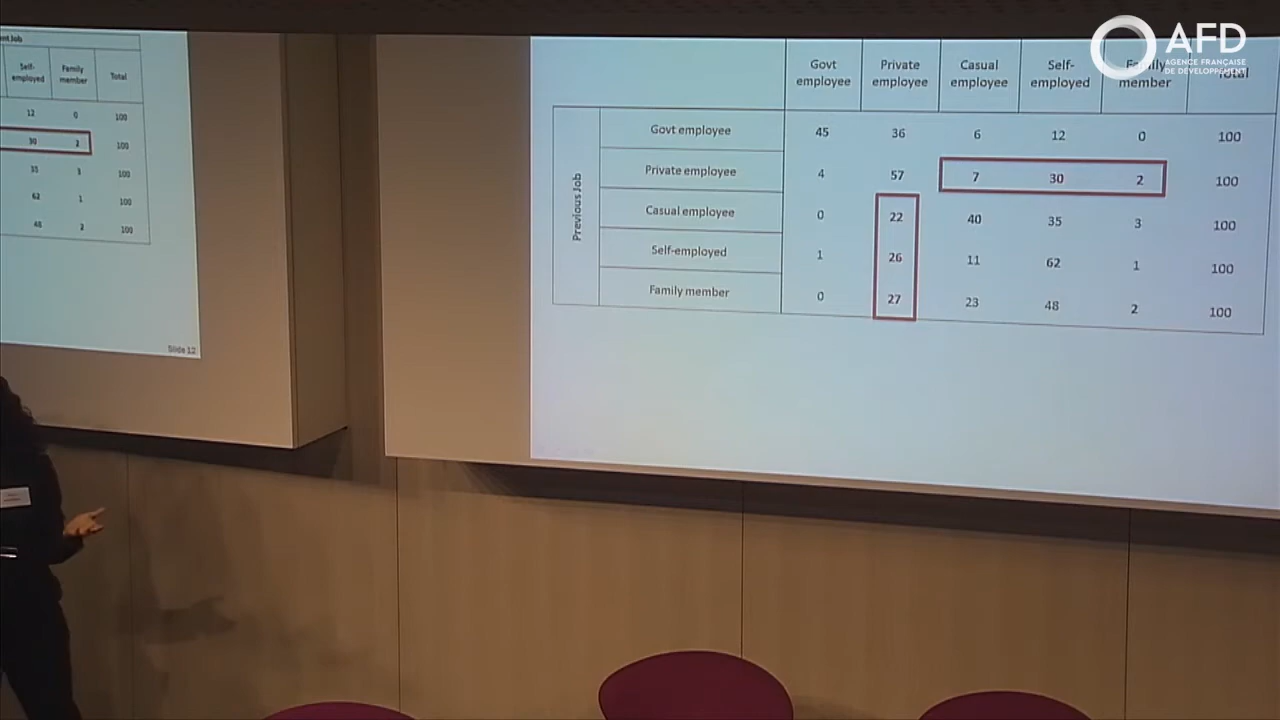 AFD
AGENCE FRANÇAISE
DE DÉVELOPPEMENT
Self-employed Family member Total
12 0 100
30 2 100
35 3 100
62 1 100
48 2 100
Slide 12
Govt employee Private employee Casual employee Self-employed Family member Total
Previous Job
Govt employee 45 36 6 12 0 100
Private employee 4 57 7 30 2 100
Casual employee 0 22 40 35 3 100
Self-employed 1 26 11 62 1 100
Family member 0 27 23 48 2 100